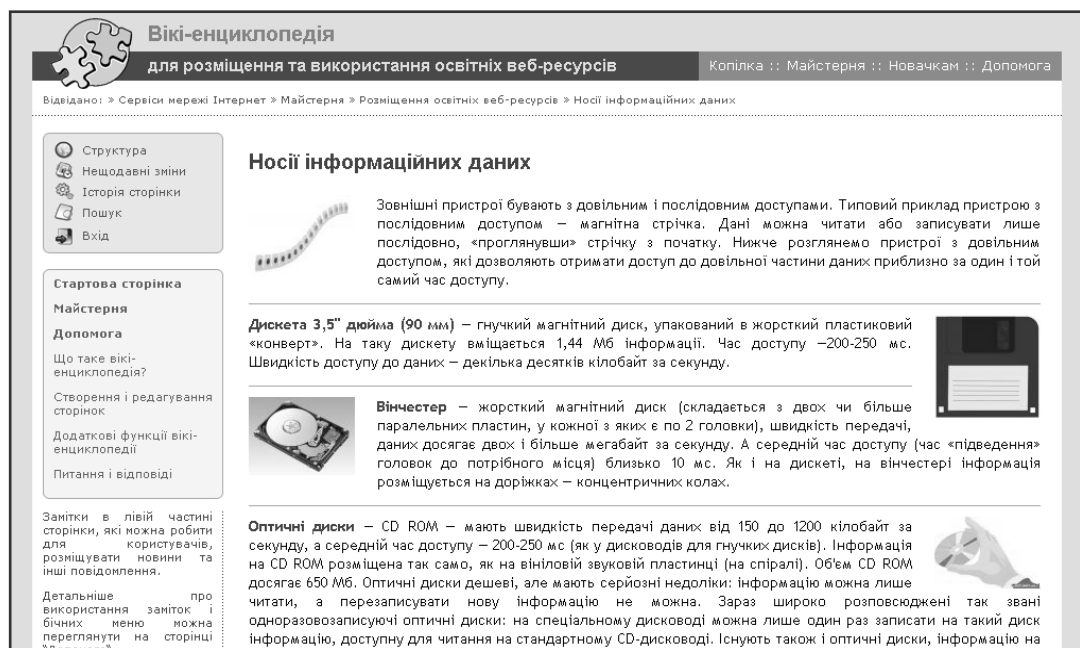 Вікі-енциклопедія
для розміщення та використання освітніх веб-ресурсів
Копілка :: Майстерня :: Новачкам :: Допомога
Відвідано: » Сервіси мережі Інтернет » Майстерня » Розміщення освітніх веб-ресурсів » Носії інформаційних даних
Структура
Нещодавні зміни
Історія сторінки
Пошук
Вхід
Стартова сторінка
Майстерня
Допомога
Що таке вікі-
енциклопедія?
Створення і редагування
сторінок
Додаткові функції вікі-
енциклопедії
Питання і відповіді
Замітки в лівій частині
сторінки, які можна робити
для користувачів,
розміщувати новини та
інші повідомлення.
Детальніше про
використання заміток і
бічних меню можна
переглянути на сторінці
"Допомога"
Носії інформаційних даних
Зовнішні пристрої бувають з довільним і послідовним доступами. Типовий приклад пристрою з
послідовним доступом – магнітна стрічка. Дані можна читати або записувати лише
послідовно, «проглянувши» стрічку з початку. Нижче розглянемо пристрої з довільним
доступом, які дозволяють отримати доступ до довільної частини даних приблизно за один і той
самий час доступу.
Дискета 3,5" дюйма (90 мм) – гнучкий магнітний диск, упакований в жорсткий пластиковий
«конверт». На таку дискету вміщається 1,44 Мб інформації. Час доступу –200-250 мс.
Швидкість доступу до даних – декілька десятків кілобайт за секунду.
Вінчестер – жорсткий магнітний диск (складається з двох чи більше
паралельних пластин, у кожної з яких є по 2 головки), швидкість передачі,
даних досягає двох і більше мегабайт за секунду. А середній час доступу (час «підведення»
головок до потрібного місця) близько 10 мс. Як і на дискеті, на вінчестері інформація
розміщується на доріжках – концентричних колах.
Оптичні диски – CD ROM – мають швидкість передачі даних від 150 до 1200 кілобайт за
секунду, а середній час доступу – 200-250 мс (як у дисководів для гнучких дисків). Інформація
на CD ROM розміщена так само, як на вініловій звуковій пластинці (на спіралі). Об'єм CD ROM
досягає 650 Мб. Оптичні диски дешеві, але мають серйозні недоліки: інформацію можна лише
читати, а перезаписувати нову інформацію не можна. Зараз широко розповсюджені так звані
одноразовозаписуючі оптичні диски: на спеціальному дисководі можна лише один раз записати на такий диск
інформацію, доступну для читання на стандартному CD-дисководі. Існують також і оптичні диски, інформацію на